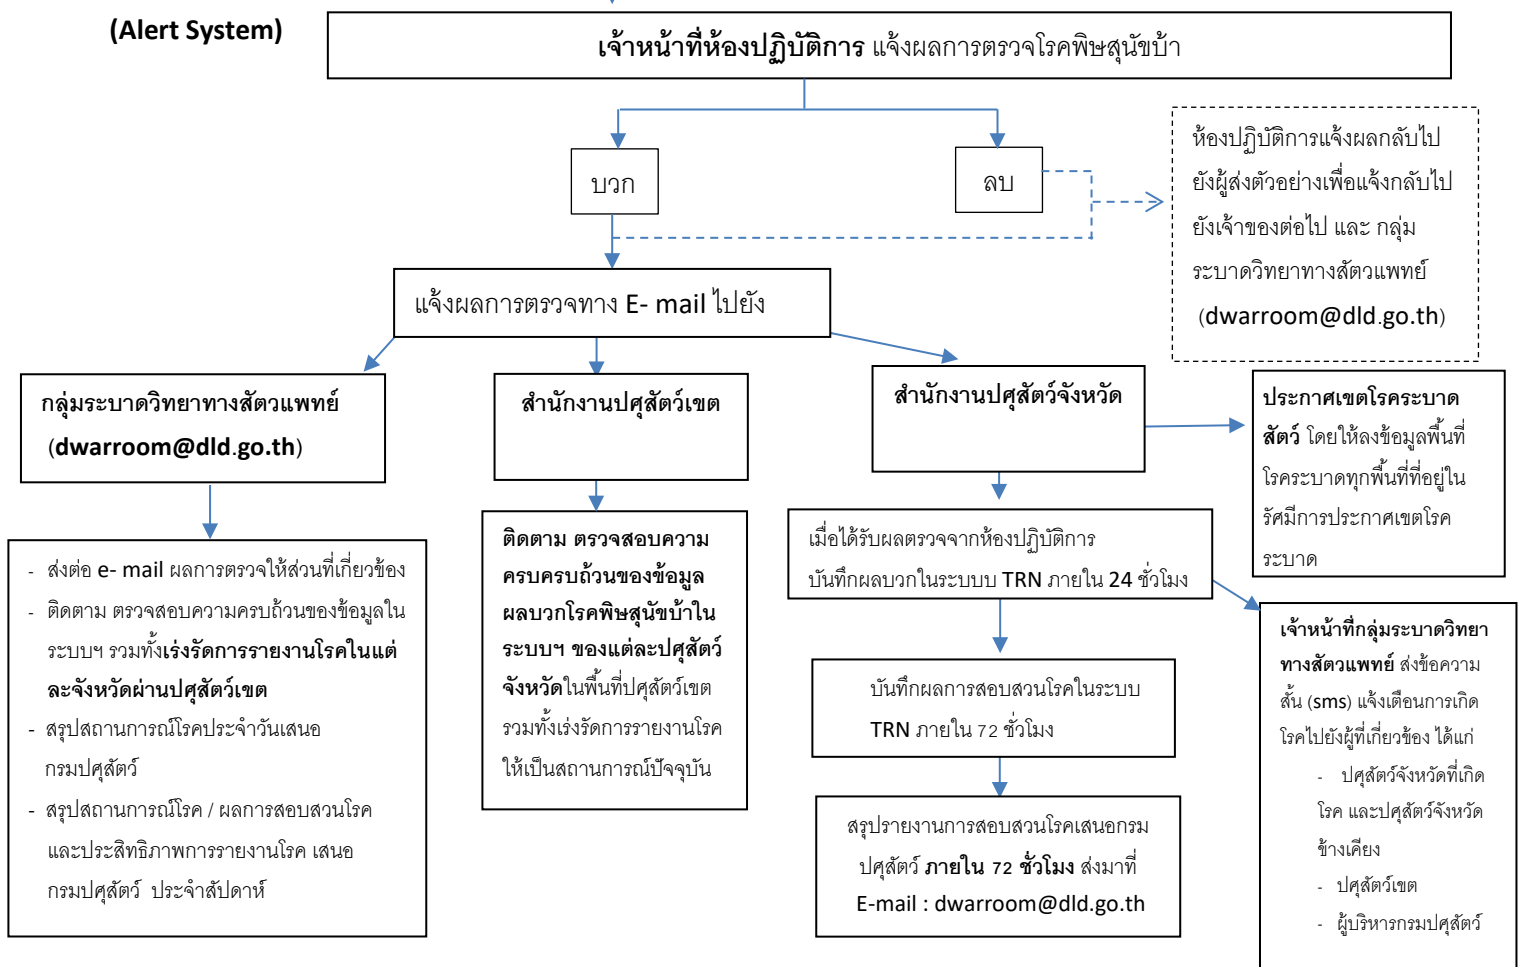 (Alert System)
เจ้าหน้าที่ห้องปฏิบัติการ แจ้งผลการตรวจโรคพิษสุนัขบ้า
บวก
ลบ
ห้องปฏิบัติการแจ้งผลกลับไป
ยังผู้ส่งตัวอย่างเพื่อแจ้งกลับไป
ยังเจ้าของต่อไป และ กลุ่ม
ระบาดวิทยาทางสัตวแพทย์
(dwarroom@dld.go.th)
แจ้งผลการตรวจทาง E- mail ไปยัง
กลุ่มระบาดวิทยาทางสัตวแพทย์
(dwarroom@dld.go.th)
สำนักงานปศุสัตว์เขต
สำนักงานปศุสัตว์จังหวัด
ประกาศเขตโรคระบาด
สัตว์ โดยให้ลงข้อมูลพื้นที่
โรคระบาดทุกพื้นที่ที่อยู่ใน
รัศมีการประกาศเขตโรค
ระบาด
- ส่งต่อ e- mail ผลการตรวจให้ส่วนที่เกี่ยวข้อง
- ติดตาม ตรวจสอบความครบถ้วนของข้อมูลใน
ระบบฯ รวมทั้งเร่งรัดการรายงานโรคในแต่
ละจังหวัดผ่านปศุสัตว์เขต
- สรุปสถานการณ์โรคประจำวันเสนอ
กรมปศุสัตว์
- สรุปสถานการณ์โรค / ผลการสอบสวนโรค
และประสิทธิภาพการรายงานโรค เสนอ
กรมปศุสัตว์ ประจำสัปดาห์
ติดตาม ตรวจสอบความ
ครบครบถ้วนของข้อมูล
ผลบวกโรคพิษสุนัขบ้าใน
ระบบฯ ของแต่ละปศุสัตว์
จังหวัดในพื้นที่ปศุสัตว์เขต
รวมทั้งเร่งรัดการรายงานโรค
ให้เป็นสถานการณ์ปัจจุบัน
เมื่อได้รับผลตรวจจากห้องปฏิบัติการ
บันทึกผลบวกในระบบบ TRN ภายใน 24 ชั่วโมง
บันทึกผลการสอบสวนโรคในระบบ
TRN ภายใน 72 ชั่วโมง
สรุปรายงานการสอบสวนโรคเสนอกรม
ปศุสัตว์ ภายใน 72 ชั่วโมง ส่งมาที่
E-mail : dwarroom@dld.go.th
เจ้าหน้าที่กลุ่มระบาดวิทยา
ทางสัตวแพทย์ ส่งข้อความ
สั้น (sms) แจ้งเตือนการเกิด
โรคไปยังผู้ที่เกี่ยวข้อง ได้แก่
- ปศุสัตว์จังหวัดที่เกิด
โรค และปศุสัตว์จังหวัด
ข้างเคียง
- ปศุสัตว์เขต
- ผู้บริหารกรมปศุสัตว์